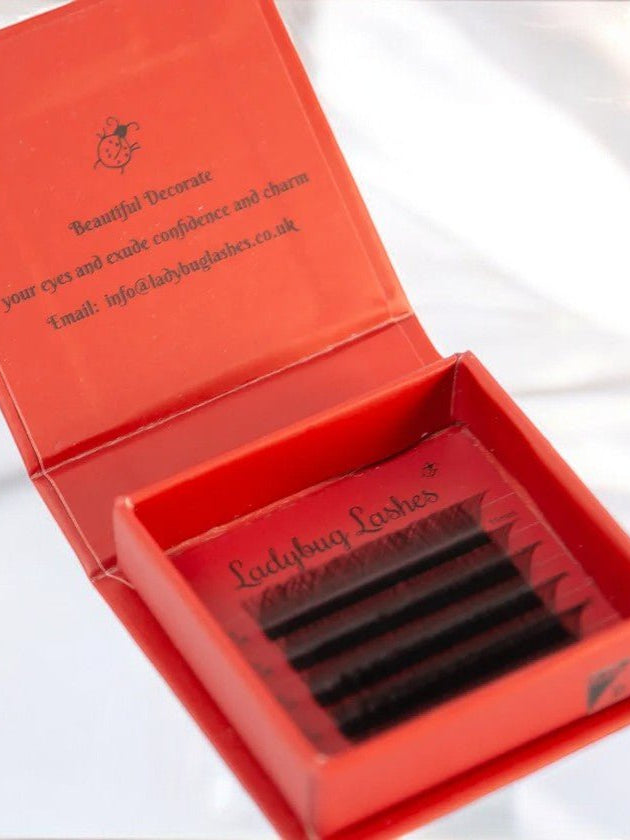 Beautiful Decorate
your eyes and exude confidence and charm
Email: info@ladybuglashes.co.uk
Ladybug Lashes